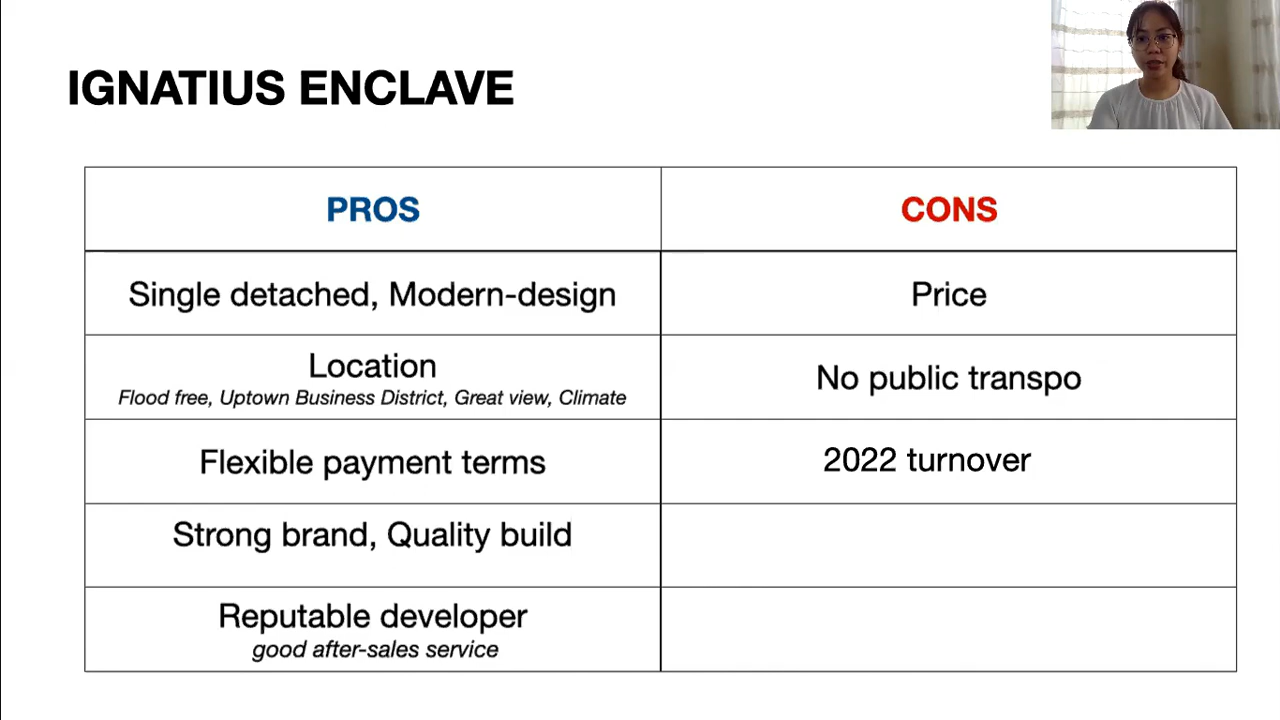 IGNATIUS ENCLAVE
PROS
CONS
Single detached, Modern-design
Price
Location
Flood free, Uptown Business District, Great view, Climate
No public transpo
Flexible payment terms
2022 turnover
Strong brand, Quality build
Reputable developer
good after-sales service